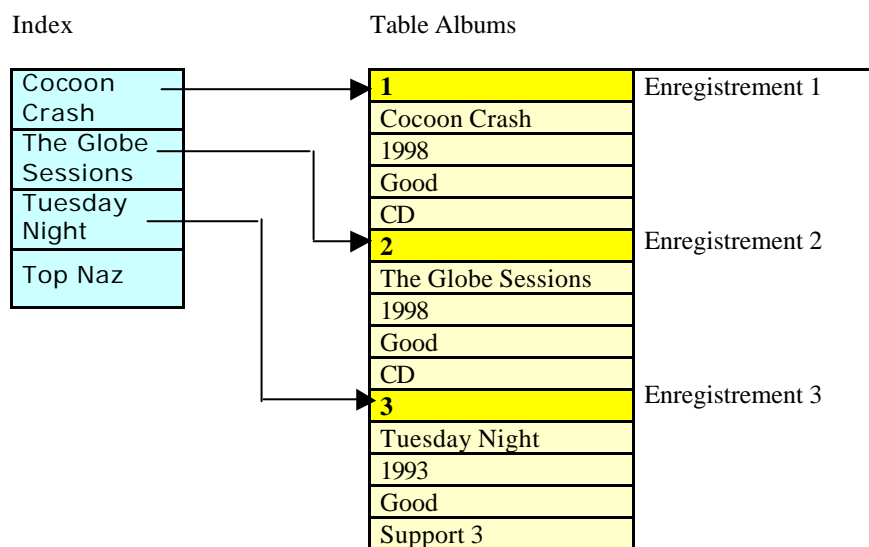 Index
Table Albums
Cocoon
Crash
The Globe
Sessions
Tuesday
Night
Top Naz
1
Cocoon Crash
1998
Good
CD
2
The Globe Sessions
1998
Good
CD
3
Tuesday Night
1993
Good
Support 3
Enregistrement 1
Enregistrement 2
Enregistrement 3